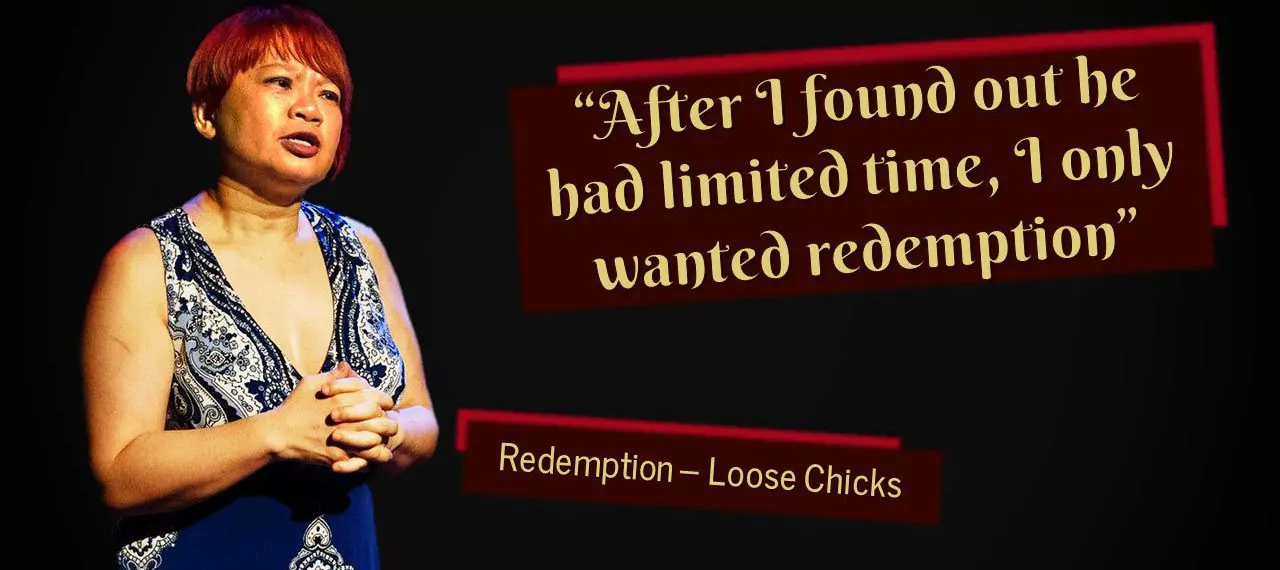 “After I found out he
had limited time, I only
wanted redemption”
Redemption – Loose Chicks